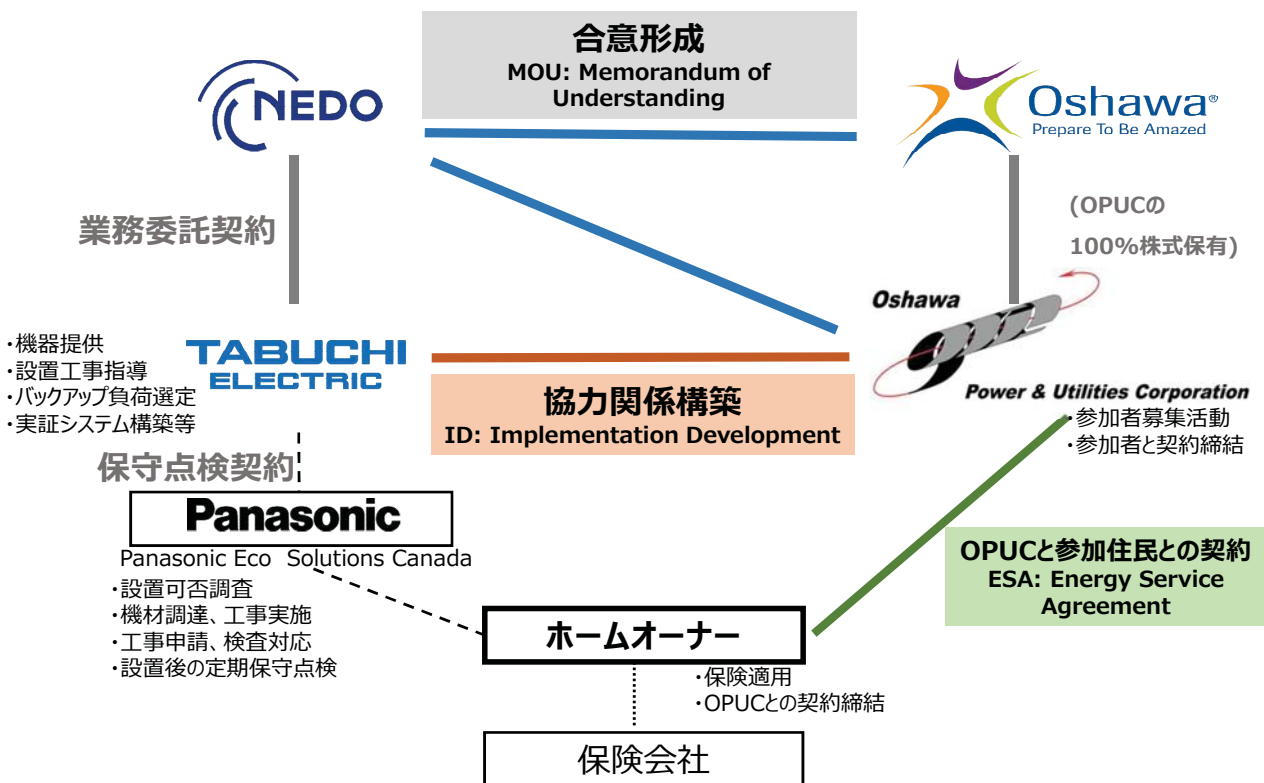 合意形成
MOU: Memorandum of
Understanding
NEDO
Oshawa®
Prepare To Be Amazed
業務委託契約
(OPUCの
100%株式保有)
Oshawa
Power & Utilities Corporation
・機器提供
・設置工事指導
・バックアップ負荷選定
・実証システム構築等
TABUCHI
ELECTRIC
協力関係構築
ID: Implementation Development
・参加者募集活動
・参加者と契約締結
保守点検契約
Panasonic
Panasonic Eco Solutions Canada
・設置可否調査
・機材調達、工事実施
・工事申請、検査対応
・設置後の定期保守点検
OPUCと参加住民との契約
ESA: Energy Service
Agreement
ホームオーナー
・保険適用
・OPUCとの契約締結
保険会社